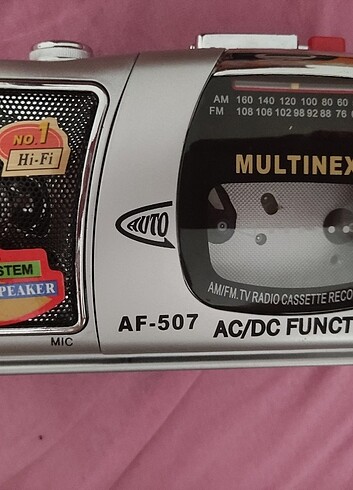 AM 160 140 120 100 80 60
FM 108 106 102 98 92 88 76
NO.1
Hi-Fi
MULTINEX
AUTO
STEM
PEAKER
AM/FM.TV RADIO CASSETTE RECO
MIC
AF-507 AC/DC FUNCT